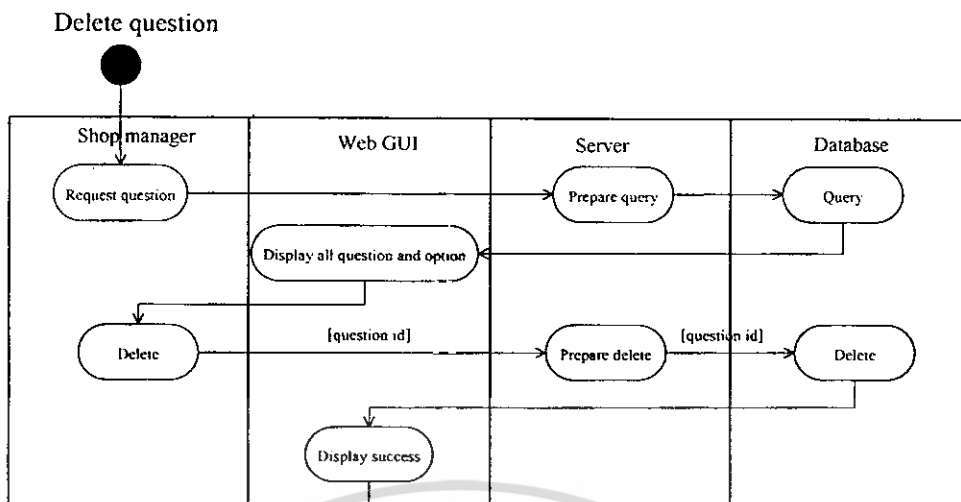 Delete question
Shop manager
Web GUI
Server
Database
Request question
Prepare query
Query
Display all question and option
Delete
[question id]
Prepare delete
[question id]
Delete
Display success